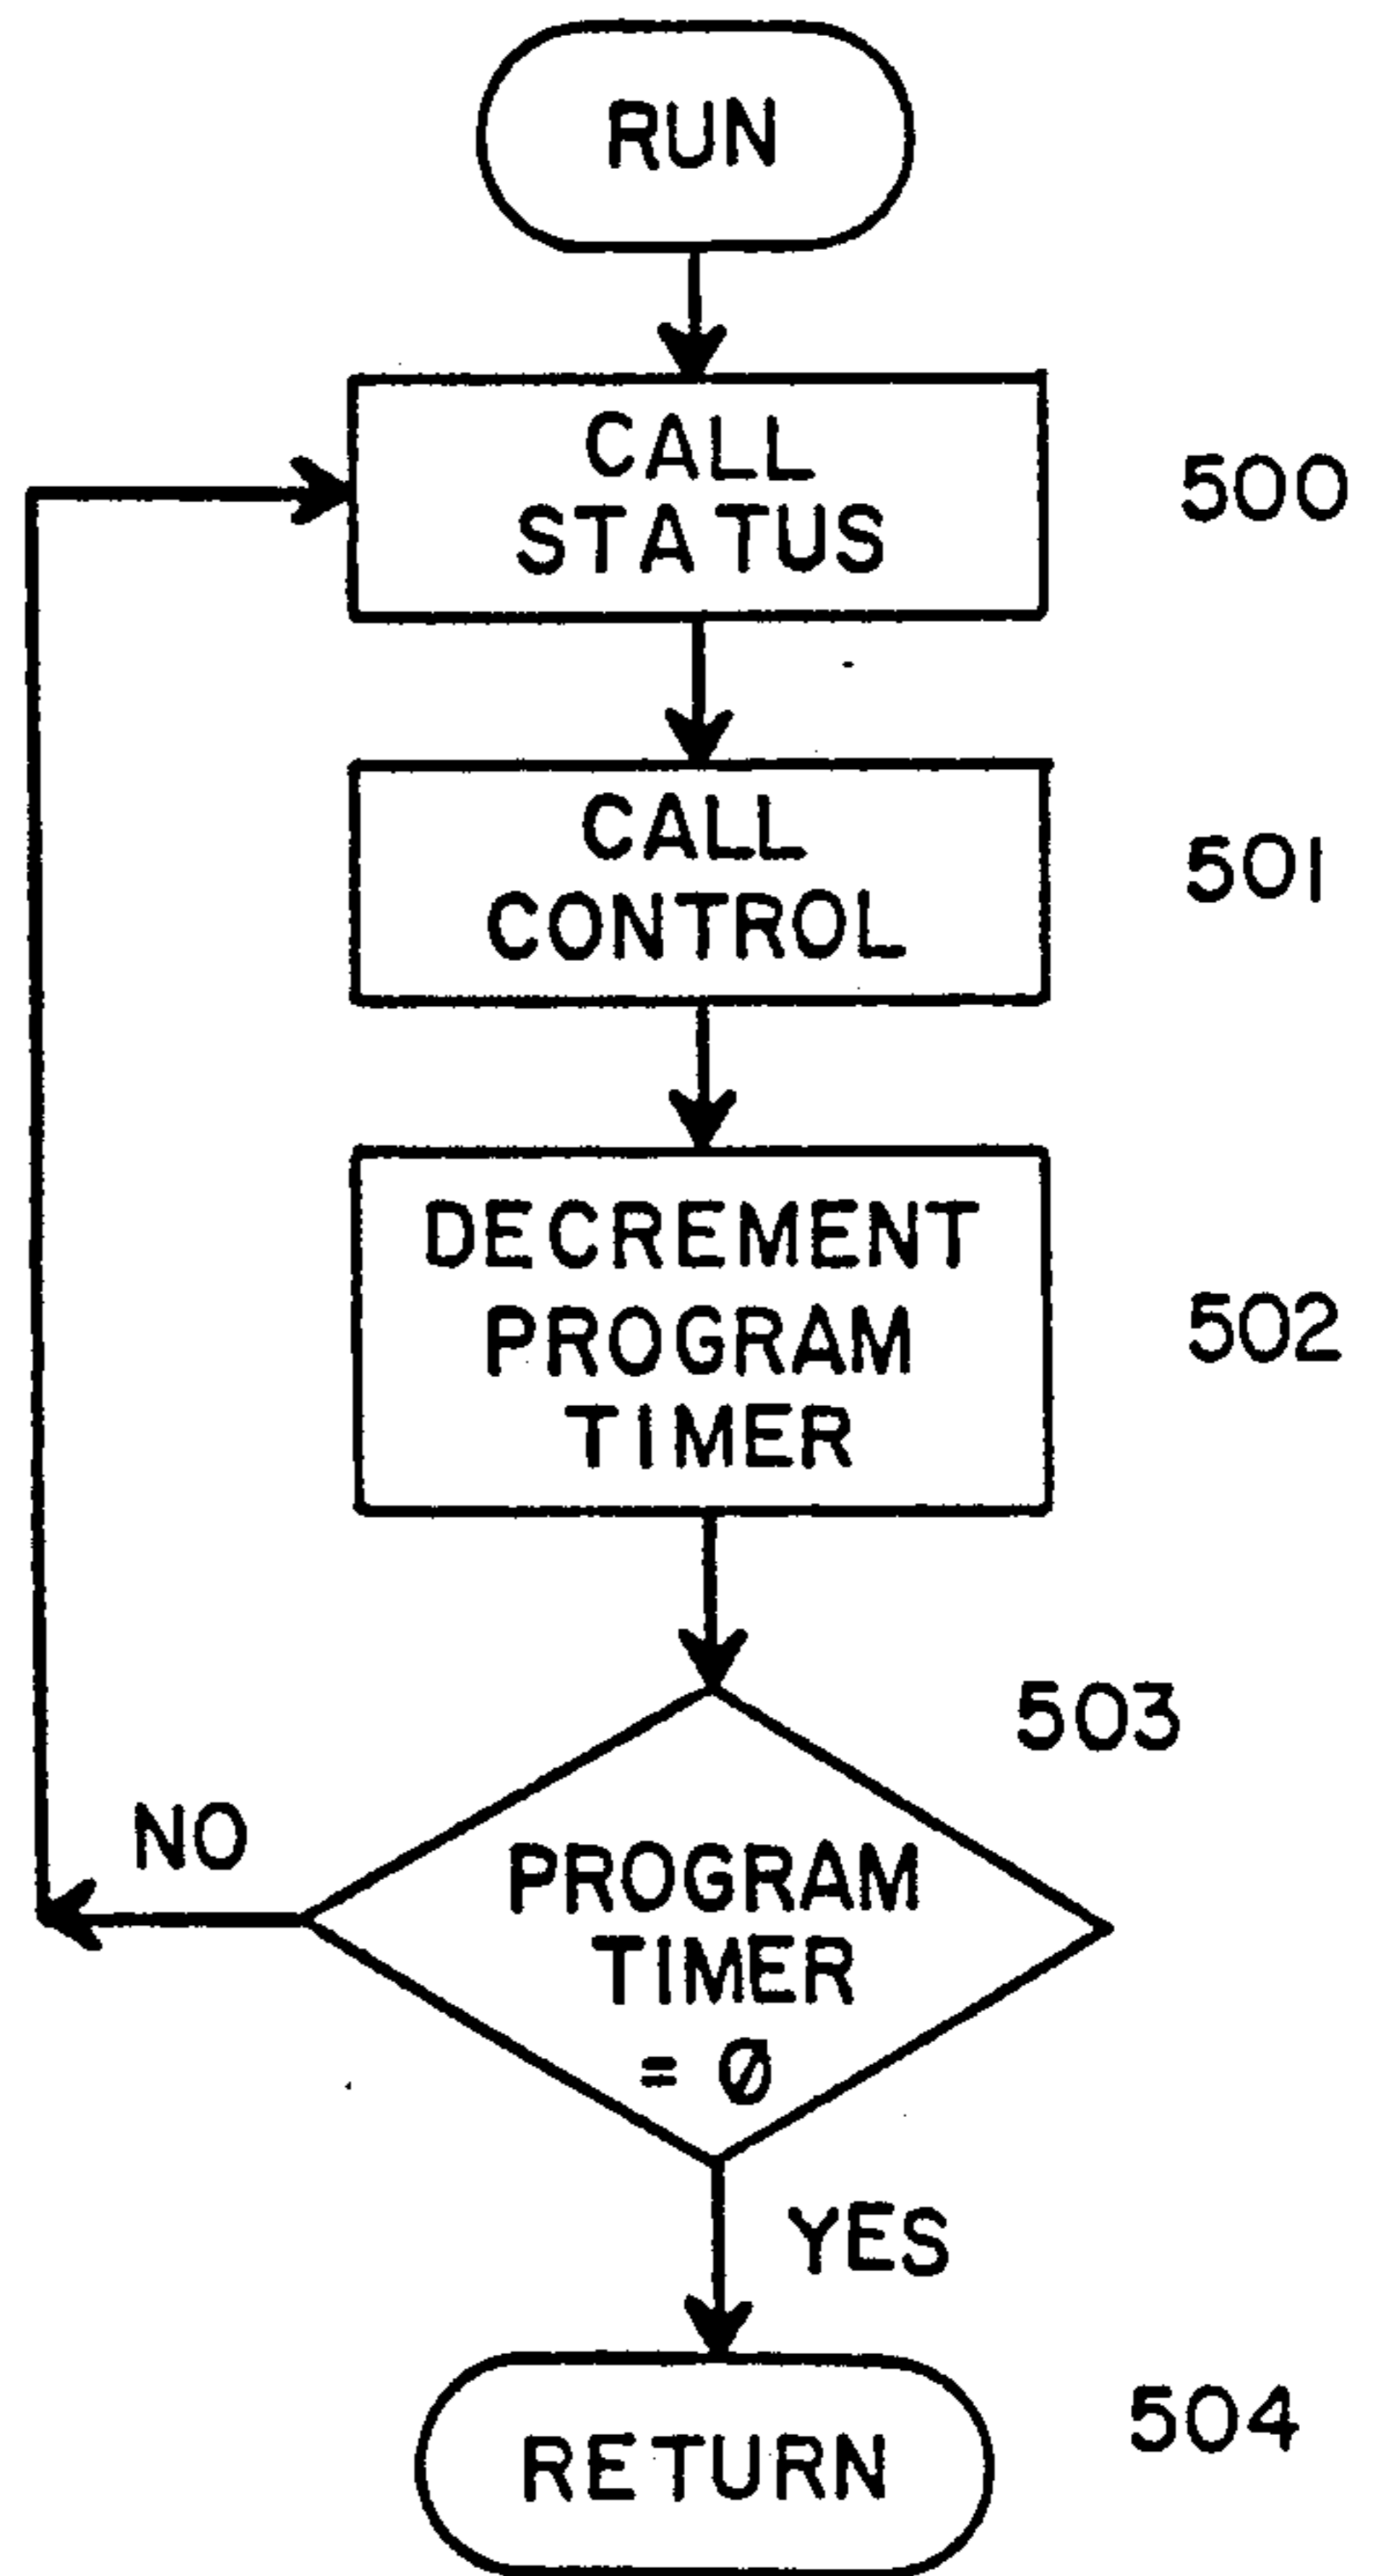 RUN
CALL
STATUS
500
CALL
CONTROL
501
DECREMENT
PROGRAM
TIMER
502
503
NO
PROGRAM
TIMER
= Ø
YES
RETURN
504